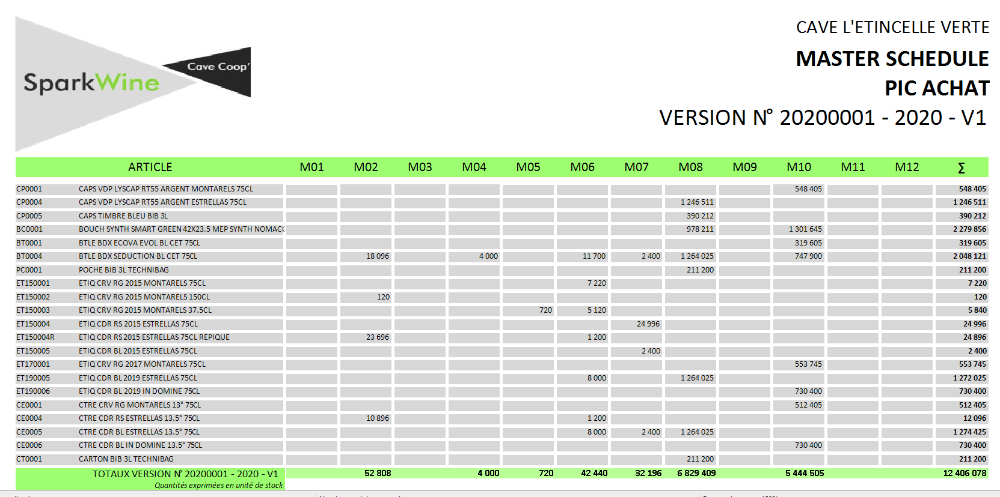 CAVE L'ETINCELLE VERTE
MASTER SCHEDULE
PIC ACHAT
VERSION N° 20200001 - 2020 - V1
SparkWine
Cave Coop'
ARTICLE M01 M02 M03 M04 M05 M06 M07 M08 M09 M10 M11 M12 ∑
CP0001 CAPS VDP LYSCAP RT55 ARGENT MONTARELS 75CL 548 405 548 405
CP0004 CAPS VDP LYSCAP RT55 ARGENT ESTRELLAS 75CL 1 246 511 1 246 511
CP0005 CAPS TIMBRE BLEU BIB 3L 390 212 390 212
BC0001 BOUCH SYNTH SMART GREEN 42X23.5 MEP SYNTH NOMACC 978 211 1 301 645 2 279 856
BT0001 BTLE BDX ECOVA EVOL BL CET 75CL 319 605 319 605
BT0004 BTLE BDX SEDUCTION BL CET 75CL 18 096 4 000 11 700 2 400 1 264 025 747 900 2 048 121
PC0001 POCHE BIB 3L TECHNIBAG 211 200 211 200
ET150001 ETIQ CRV RG 2015 MONTARELS 75CL 7 220 7 220
ET150002 ETIQ CRV RG 2015 MONTARELS 150CL 120 120
ET150003 ETIQ CRV RG 2015 MONTARELS 37.5CL 720 5 120 5 840
ET150004 ETIQ CDR RS 2015 ESTRELLAS 75CL 24 996 24 996
ET150004R ETIQ CDR RS 2015 ESTRELLAS 75CL REPIQUE 23 696 1 200 24 896
ET150005 ETIQ CDR BL 2015 ESTRELLAS 75CL 2 400 2 400
ET170001 ETIQ CRV RG 2017 MONTARELS 75CL 553 745 553 745
ET190005 ETIQ CDR BL 2019 ESTRELLAS 75CL 8 000 1 264 025 1 272 025
ET190006 ETIQ CDR BL 2019 IN DOMINE 75CL 730 400 730 400
CE0001 CTRE CRV RG MONTARELS 13° 75CL 512 405 512 405
CE0004 CTRE CDR RS ESTRELLAS 13.5° 75CL 10 896 1 200 12 096
CE0005 CTRE CDR BL ESTRELLAS 13.5° 75CL 8 000 2 400 1 264 025 1 274 425
CE0006 CTRE CDR BL IN DOMINE 13.5° 75CL 730 400 730 400
CT0001 CARTON BIB 3L TECHNIBAG 211 200 211 200
TOTAUX VERSION N° 20200001 - 2020 - V1 52 808 4 000 720 42 440 32 196 6 829 409 5 444 505 12 406 078
Quantités exprimées en unité de stock